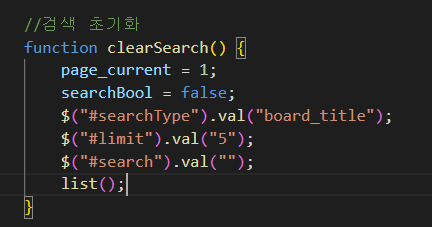 //검색 초기화
function clearSearch() {
    page_current = 1;
    searchBool = false;
    $("#searchType").val("board_title");
    $("#limit").val("5");
    $("#search").val("");
    list();
}